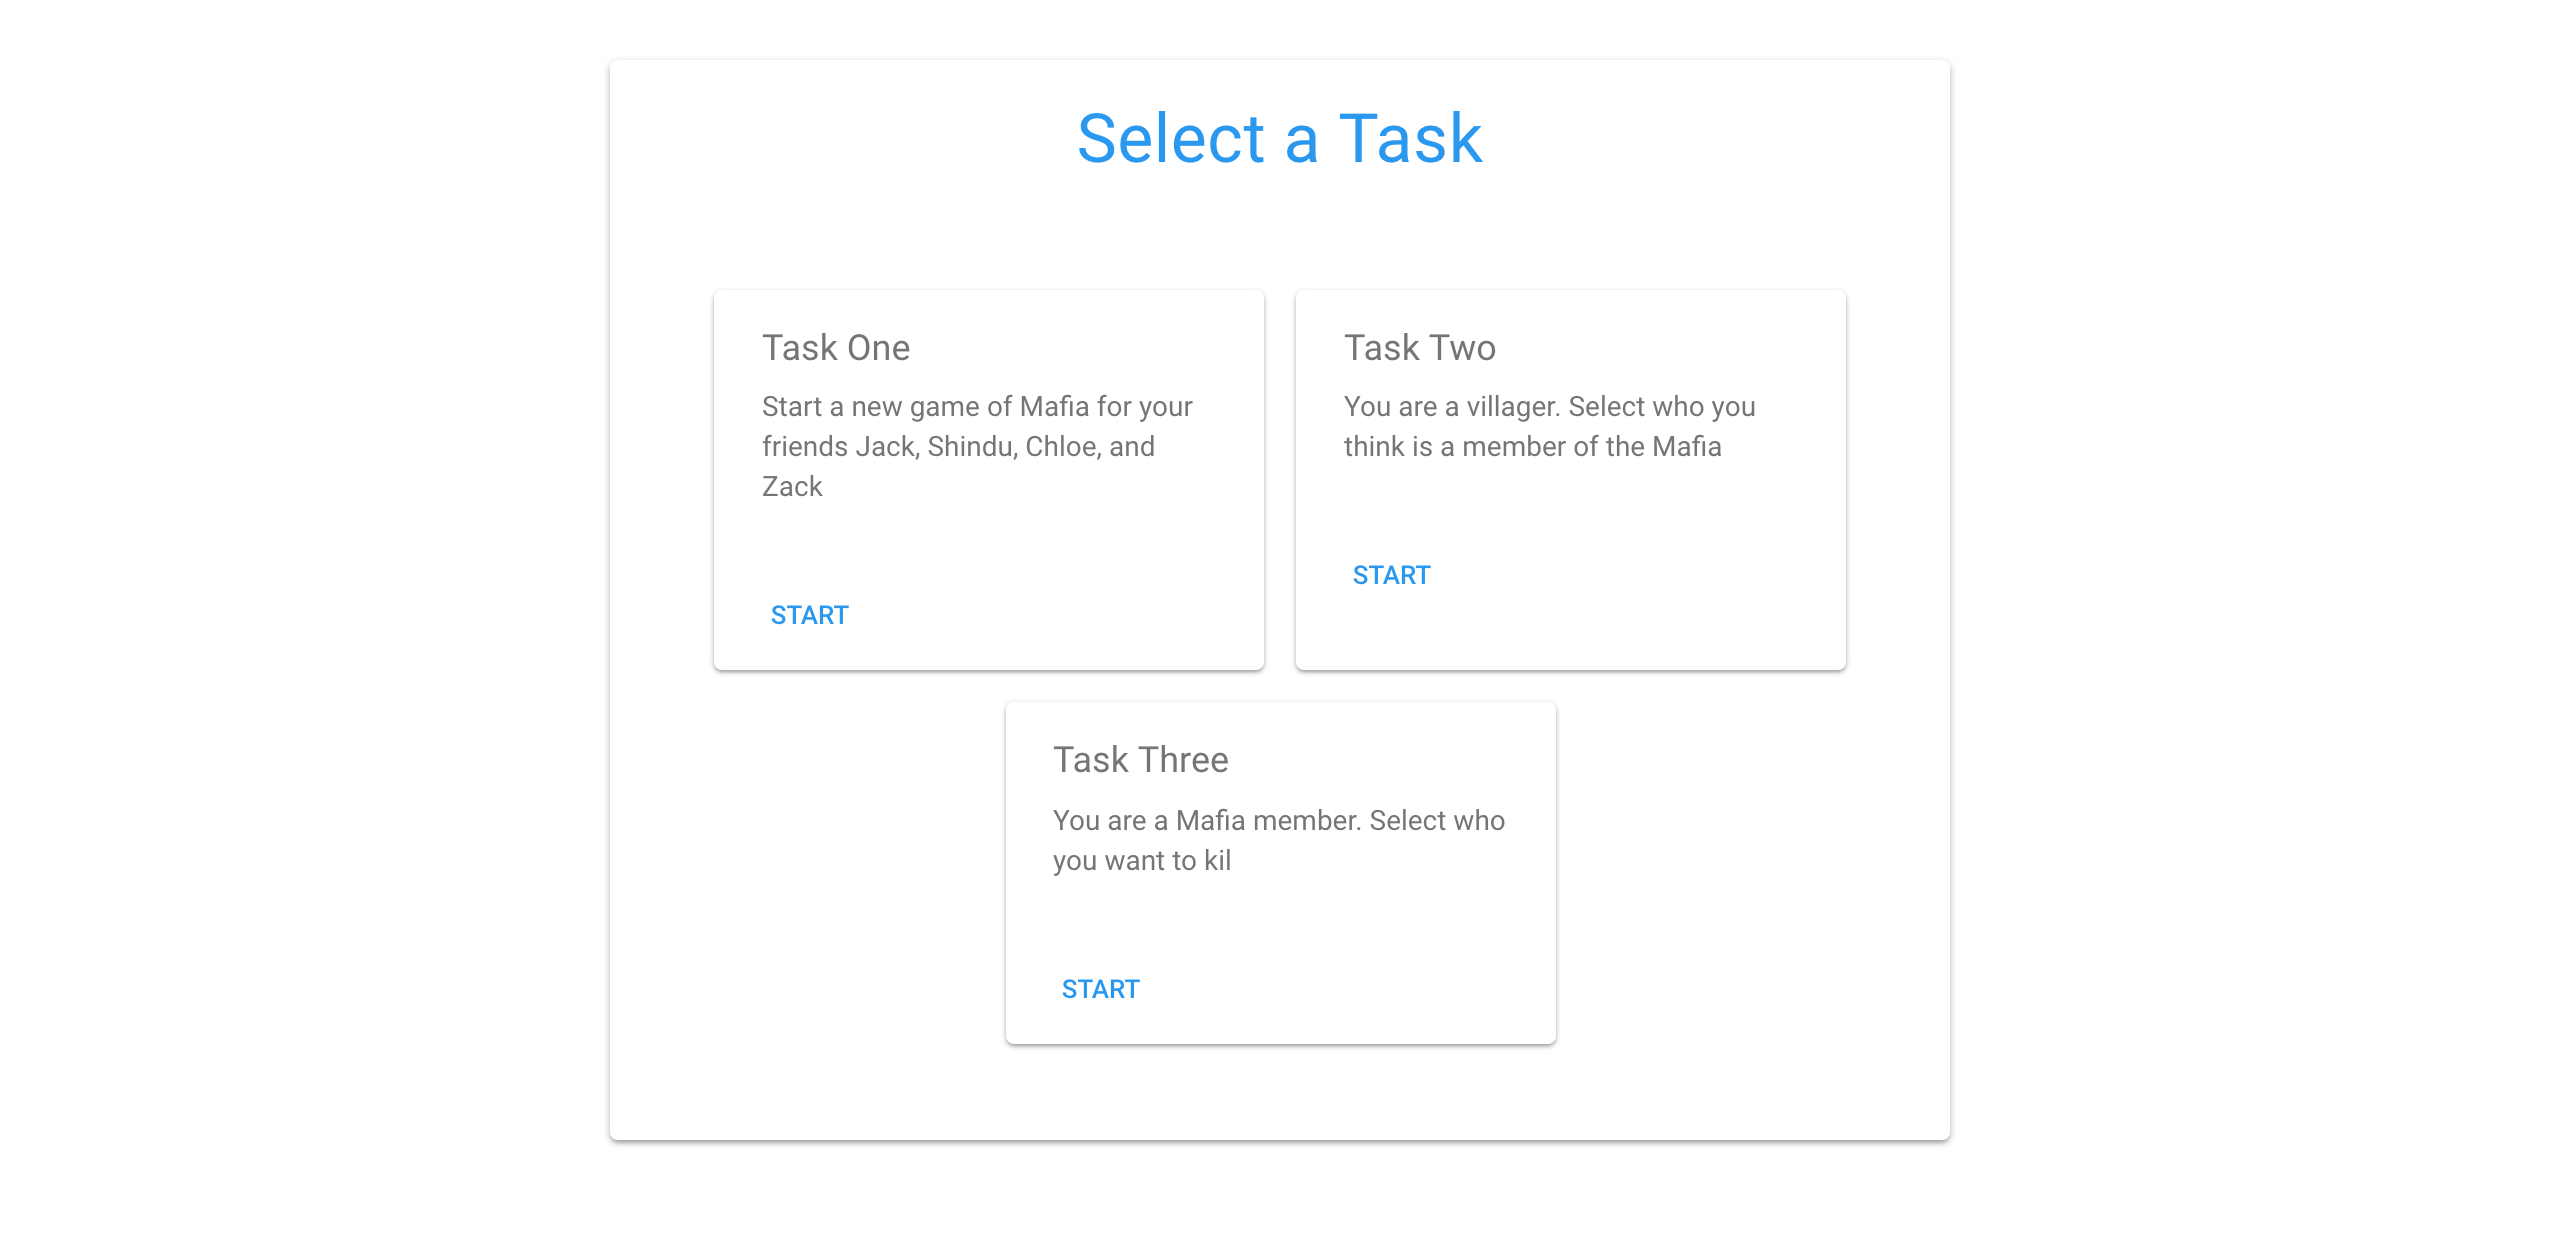 Select a Task
Task One
Start a new game of Mafia for your
friends Jack, Shindu, Chloe, and
Zack
START
Task Two
You are a villager. Select who you
think is a member of the Mafia
START
Task Three
You are a Mafia member. Select who
you want to kil
START